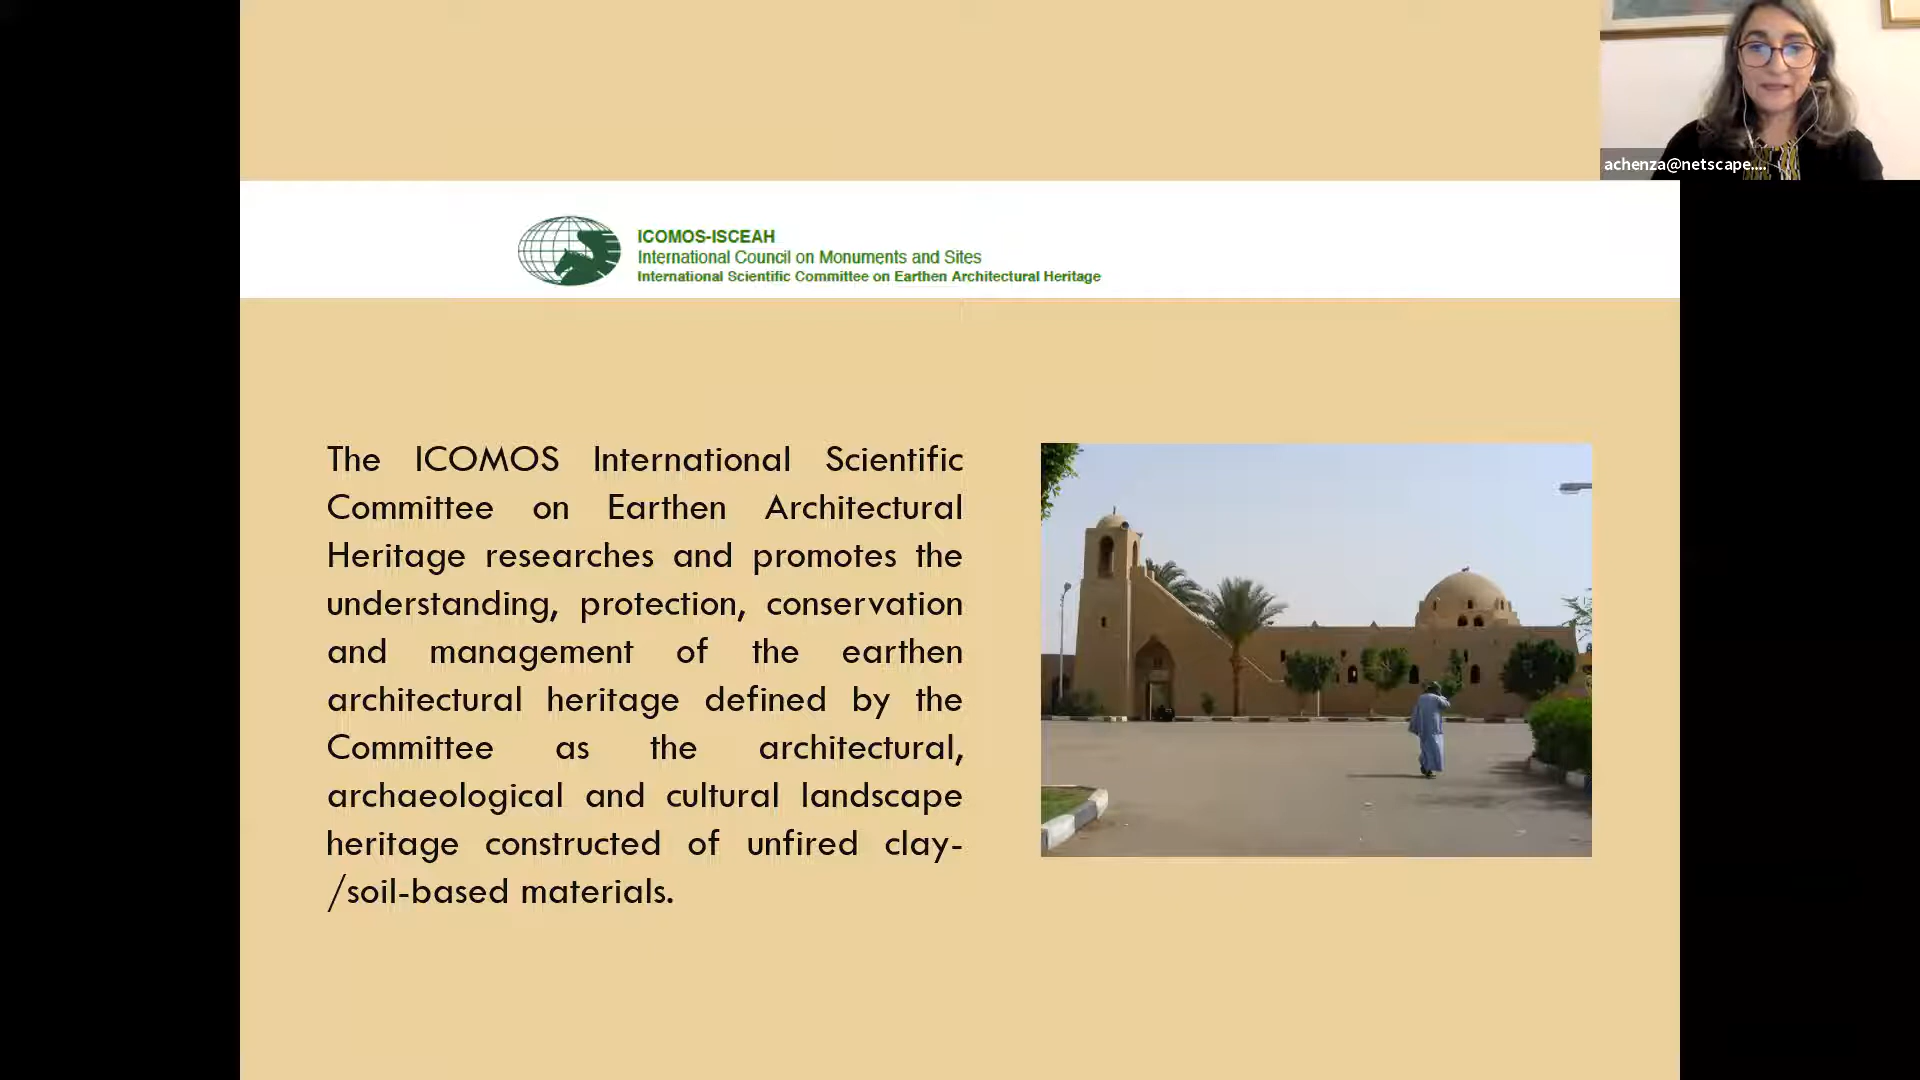 achenza@netscape....
ICOMOS-ISCEAH
International Council on Monuments and Sites
International Scientific Committee on Earthen Architectural Heritage
The ICOMOS International Scientific
Committee on Earthen Architectural
Heritage researches and promotes the
understanding, protection, conservation
and management of the earthen
architectural heritage defined by the
Committee as the architectural,
archaeological and cultural landscape
heritage constructed of unfired clay-
/soil-based materials.